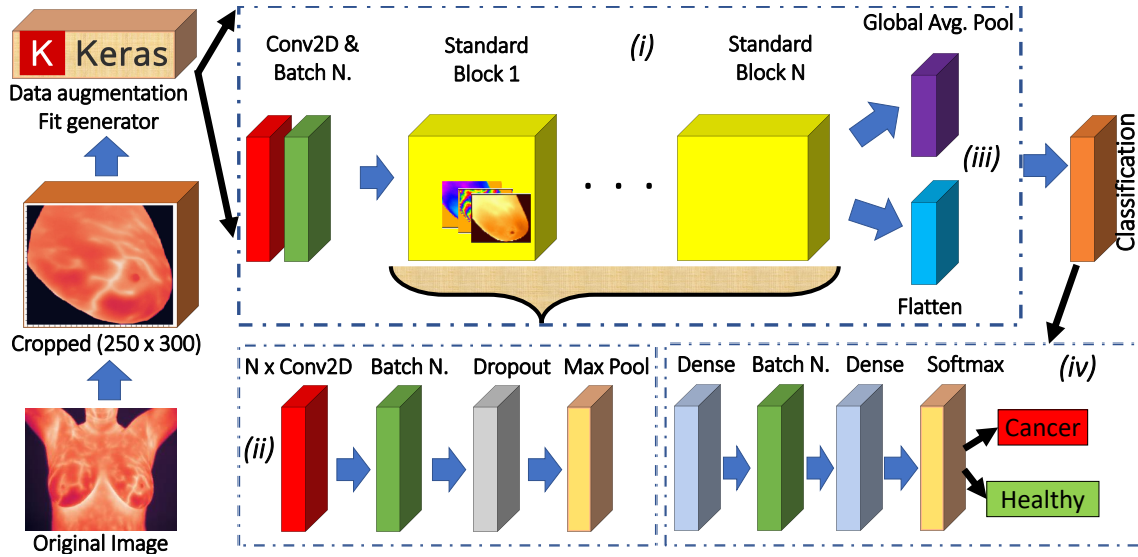 K Keras
Data augmentation
Fit generator
Cropped (250 x 300)
Original Image
Conv2D &
Batch N.
Standard
Block 1
(i)
. . .
Standard
Block N
Global Avg. Pool
(iii)
Flatten
Classification
N x Conv2D
Batch N.
Dropout
Max Pool
(ii)
Dense
Batch N.
Dense
Softmax
(iv)
Cancer
Healthy